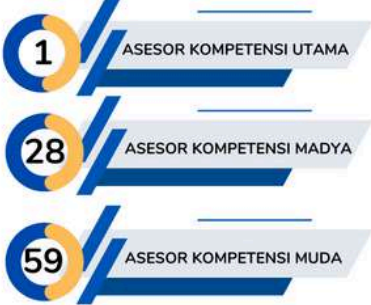 1
ASESOR KOMPETENSI UTAMA
28
ASESOR KOMPETENSI MADYA
59
ASESOR KOMPETENSI MUDA